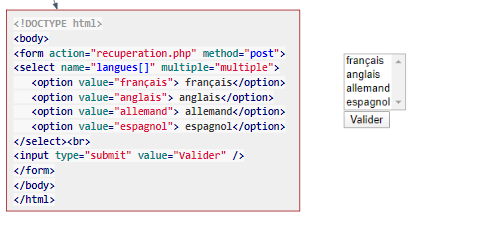 <!DOCTYPE html>
<body>
<form action="recuperation.php" method="post">
<select name="langues[]" multiple="multiple">
<option value="français"> français</option>
<option value="anglais"> anglais</option>
<option value="allemand"> allemand</option>
<option value="espagnol"> espagnol</option>
</select><br>
<input type="submit" value="Valider" />
</form>
</body>
</html>
français
anglais
allemand
espagnol
Valider